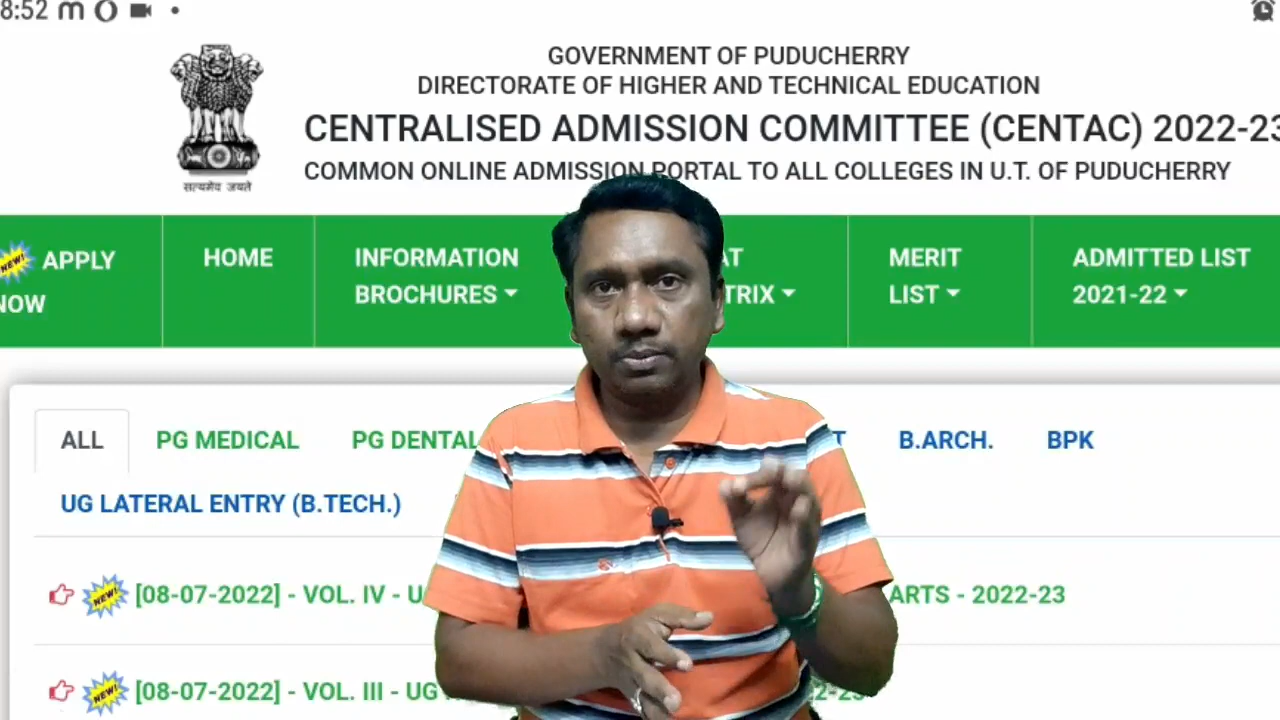 8:52
GOVERNMENT OF PUDUCHERRY
DIRECTORATE OF HIGHER AND TECHNICAL EDUCATION
CENTRALISED ADMISSION COMMITTEE (CENTAC) 2022-23
COMMON ONLINE ADMISSION PORTAL TO ALL COLLEGES IN U.T. OF PUDUCHERRY
सत्यमेव जयते
NEW! APPLY NOW
HOME
INFORMATION BROCHURES
MERIT LIST
ADMITTED LIST 2021-22
ALL PG MEDICAL PG DENTAL B.ARCH. BPK
UG LATERAL ENTRY (B.TECH.)
NEW! [08-07-2022] - VOL. IV - ARTS - 2022-23
NEW! [08-07-2022] - VOL. III - UG